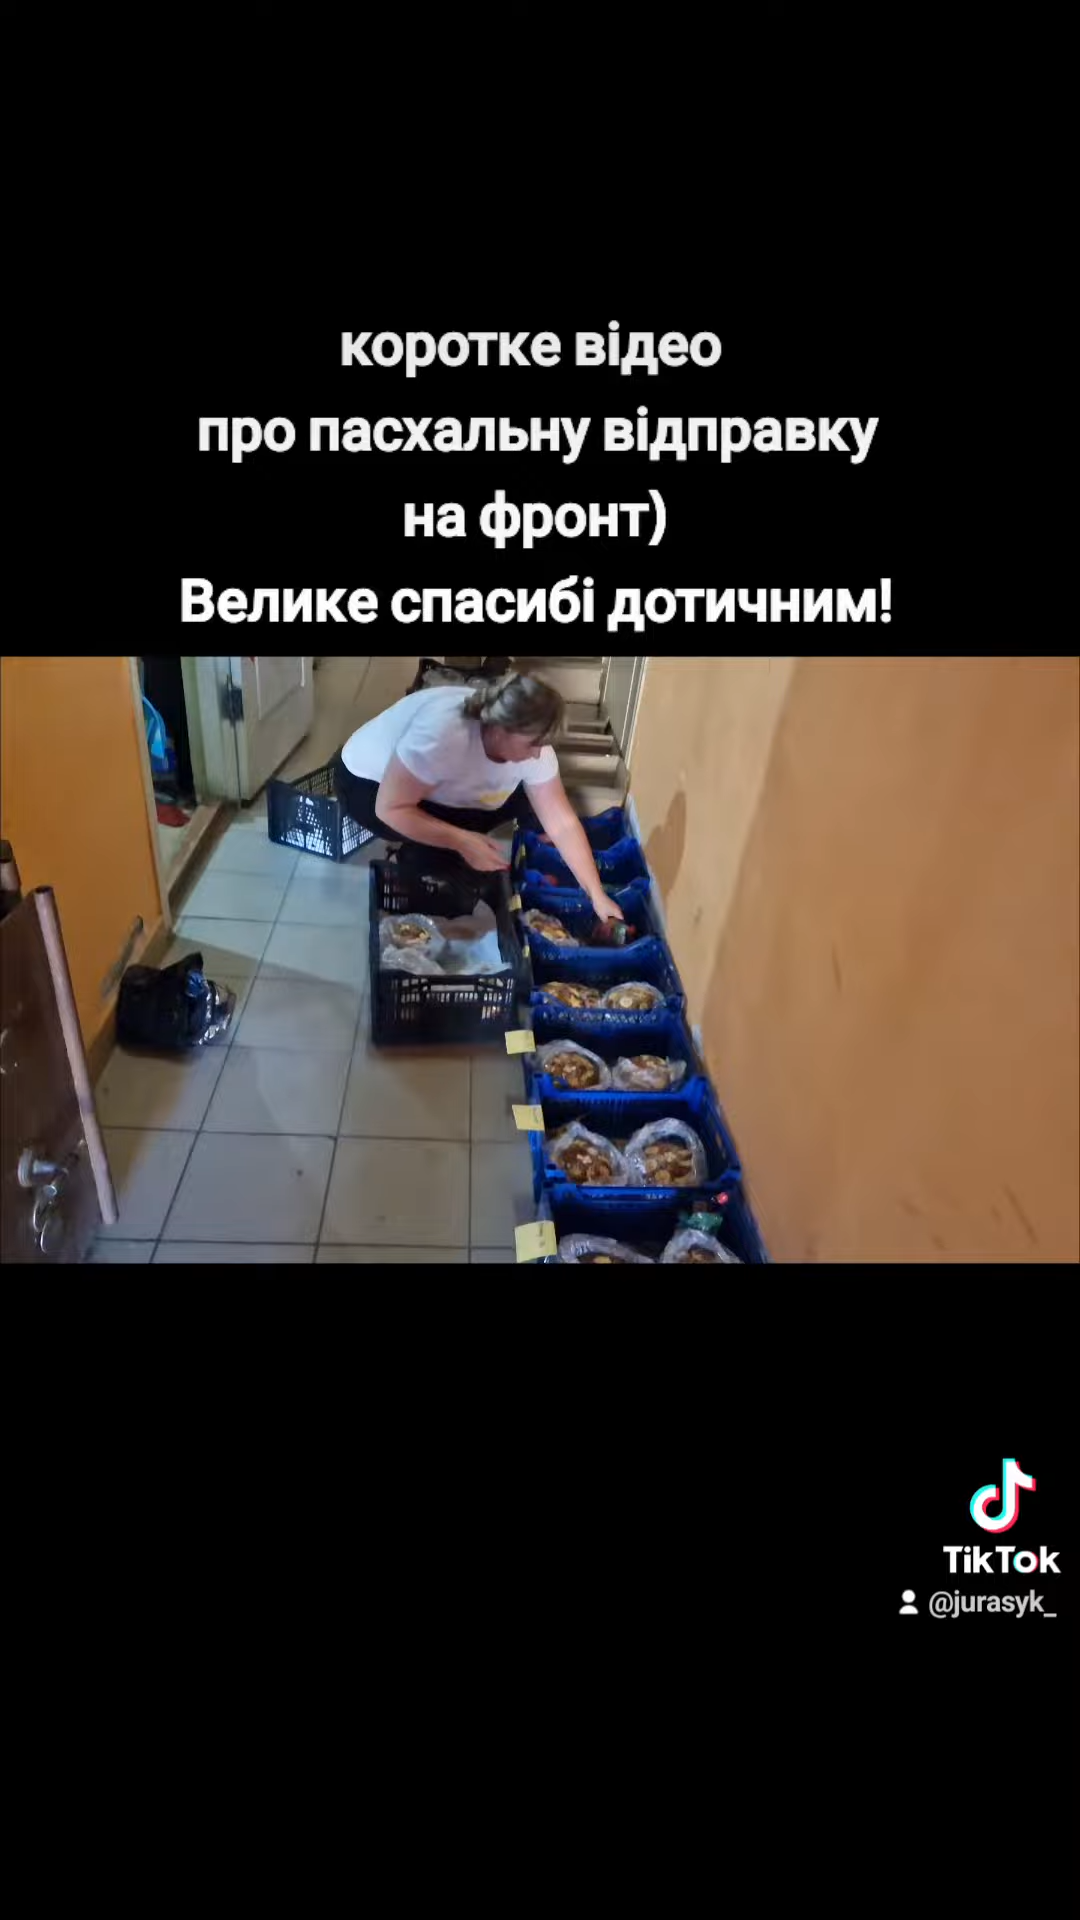 коротке відео
про пасхальну відправку
на фронт)
Велике спасибі дотичним!
TikTok
@jurasyk_